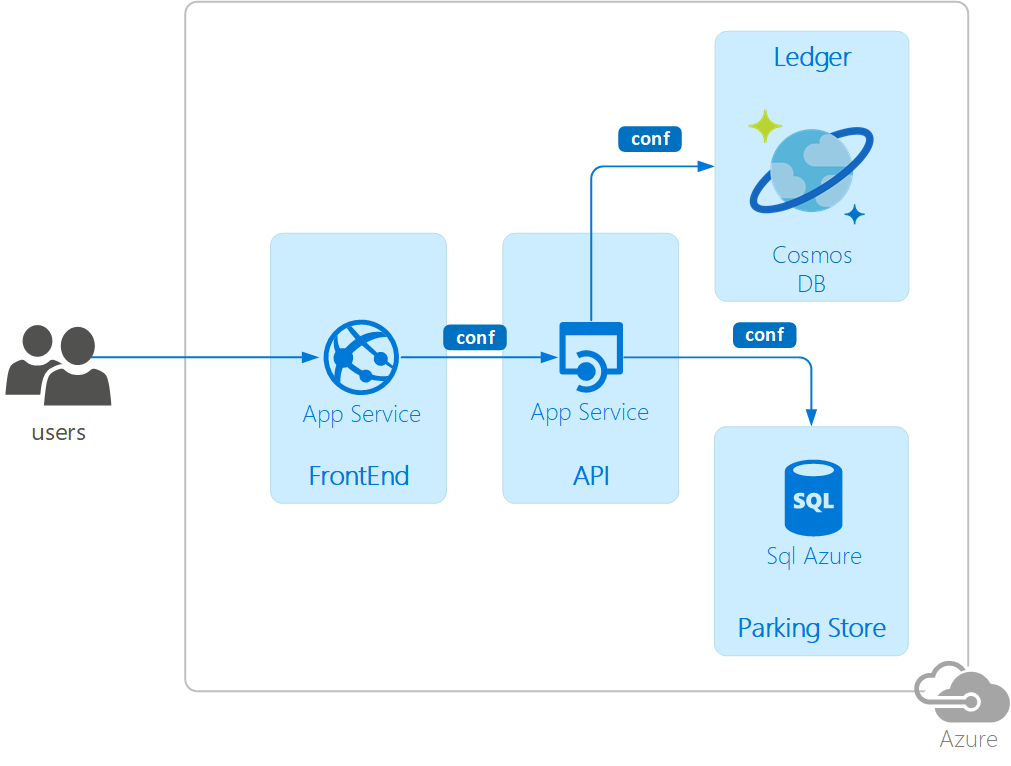 Ledger
conf
Cosmos
DB
conf
conf
App Service
App Service
users
FrontEnd
API
SQL
Sql Azure
Parking Store
Azure